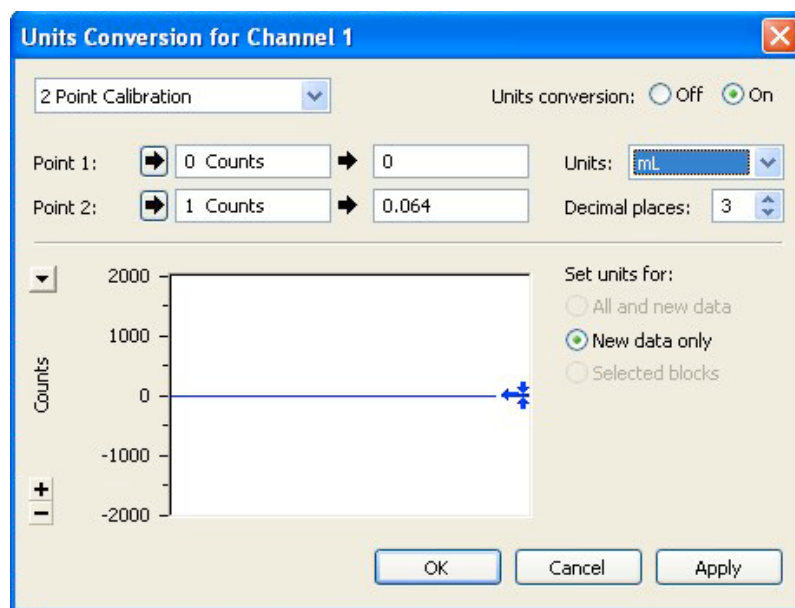 Units Conversion for Channel 1
2 Point Calibration
Units conversion: Off On
Point 1: 0 Counts 0 Units: mL
Point 2: 1 Counts 0.064 Decimal places: 3
2000
1000
0
-1000
-2000
Counts
+
−
Set units for:
All and new data
New data only
Selected blocks
OK Cancel Apply